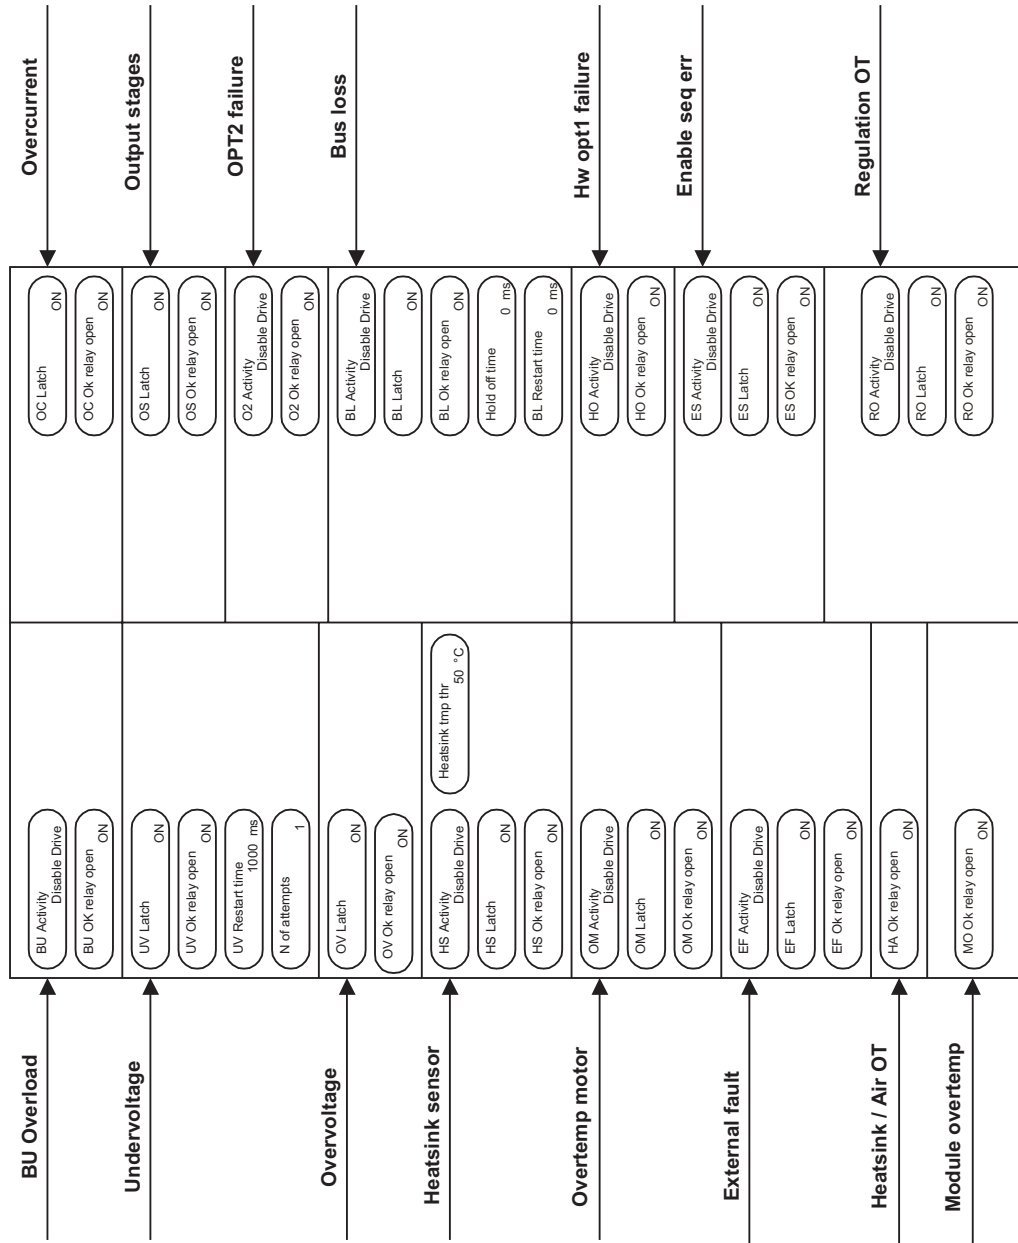 BU Overload
BU Activity
Disable Drive
BU OK relay open
ON
Undervoltage
UV Latch
ON
UV Ok relay open
ON
UV Restart time
1000 ms
N of attempts
1
Overvoltage
OV Latch
ON
OV Ok relay open
ON
Heatsink sensor
HS Activity
Disable Drive
Heatsink tmp thr
50 °C
HS Latch
ON
HS Ok relay open
ON
Overtemp motor
OM Activity
Disable Drive
OM Latch
ON
OM Ok relay open
ON
External fault
EF Activity
Disable Drive
EF Latch
ON
EF Ok relay open
ON
Heatsink / Air OT
HA Ok relay open
ON
Module overtemp
MO Ok relay open
ON
Overcurrent
OC Latch
ON
OC Ok relay open
ON
Output stages
OS Latch
ON
OS Ok relay open
ON
OPT2 failure
O2 Activity
Disable Drive
O2 Ok relay open
ON
Bus loss
BL Activity
Disable Drive
BL Latch
ON
BL Ok relay open
ON
Hold off time
0 ms
BL Restart time
0 ms
Hw opt1 failure
HO Activity
Disable Drive
HO Ok relay open
ON
Enable seq err
ES Activity
Disable Drive
ES Latch
ON
ES OK relay open
ON
Regulation OT
RO Activity
Disable Drive
RO Latch
ON
RO Ok relay open
ON